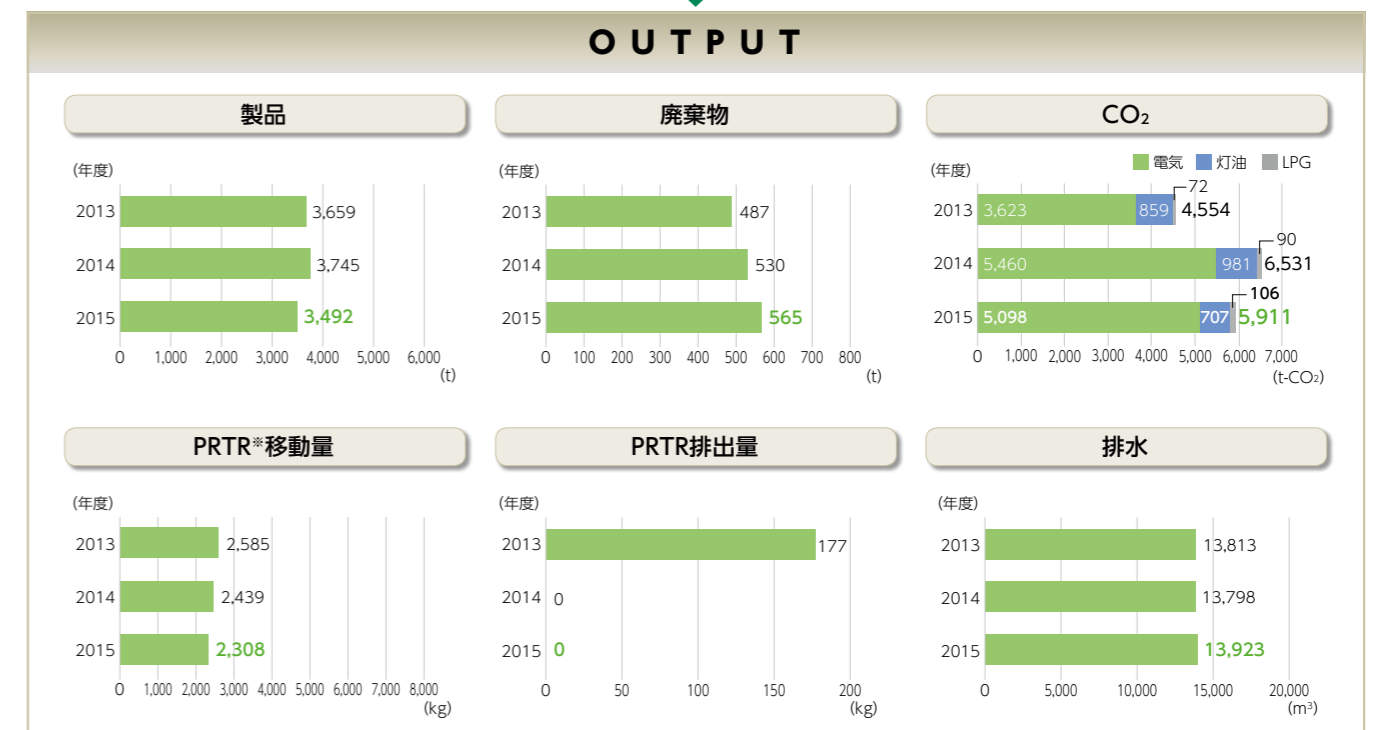 OUTPUT
製品
(年度)
2013 3,659
2014 3,745
2015 3,492
0 1,000 2,000 3,000 4,000 5,000 6,000
(t)
廃棄物
(年度)
2013 487
2014 530
2015 565
0 100 200 300 400 500 600 700 800
(t)
CO₂
電気 灯油 LPG
(年度)
72
2013 3,623 859 4,554
90
2014 5,460 981 6,531
106
2015 5,098 707 5,911
0 1,000 2,000 3,000 4,000 5,000 6,000 7,000
(t-CO₂)
PRTR※移動量
(年度)
2013 2,585
2014 2,439
2015 2,308
0 1,000 2,000 3,000 4,000 5,000 6,000 7,000 8,000
(kg)
PRTR排出量
(年度)
2013 177
2014 0
2015 0
0 50 100 150 200
(kg)
排水
(年度)
2013 13,813
2014 13,798
2015 13,923
0 5,000 10,000 15,000 20,000
(m³)